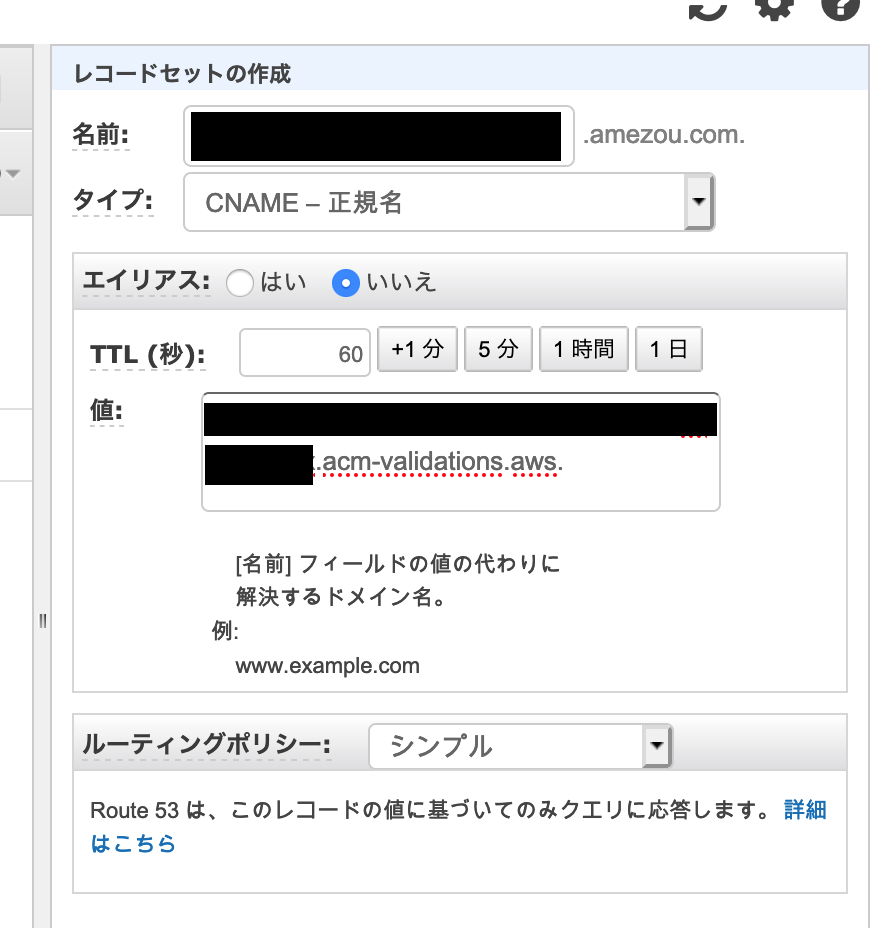 レコードセットの作成
名前: .amezou.com.
タイプ: CNAME – 正規名
エイリアス: はい いいえ
TTL (秒): 60 +1 分 5 分 1 時間 1 日
値:
.acm-validations.aws.
[名前] フィールドの値の代わりに
解決するドメイン名。
例:
www.example.com
ルーティングポリシー: シンプル
Route 53 は、このレコードの値に基づいてのみクエリに応答します。 詳細
はこちら